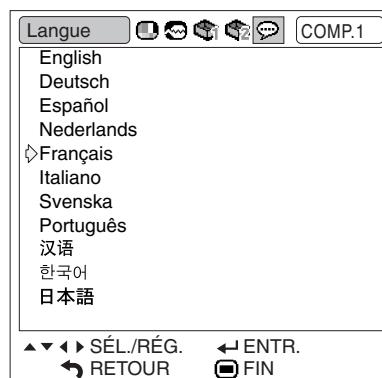 Langue COMP.1
English
Deutsch
Español
Nederlands
Français
Italiano
Svenska
Português
汉语
한국어
日本語
SÉL./RÉG. ENTR.
RETOUR FIN